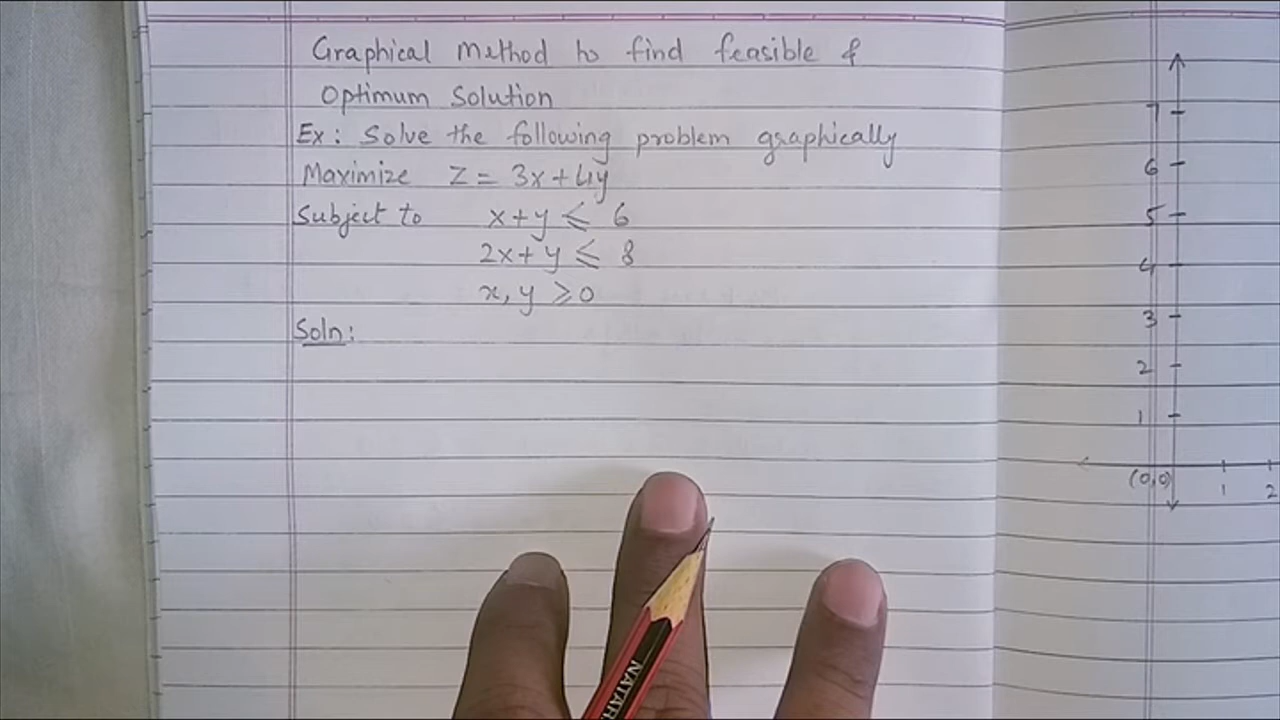 Graphical Method to find feasible &
Optimum Solution
Ex: Solve the following problem graphically
Maximize Z = 3x+4y
Subject to x+y ⩽ 6
2x+y ⩽ 8
x, y ⩾0
Soln:
7
6
5
4
3
2
1
(0,0) 1 2
NATAR